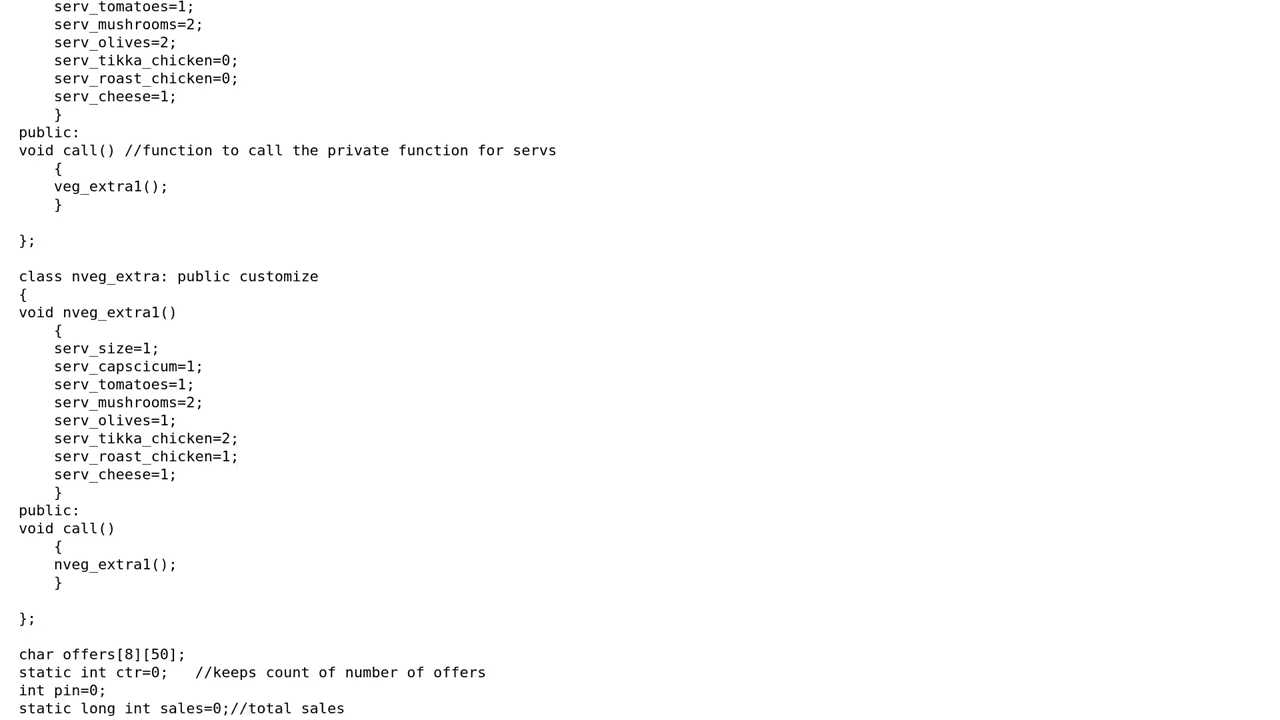 serv_tomatoes=1;
serv_mushrooms=2;
serv_olives=2;
serv_tikka_chicken=0;
serv_roast_chicken=0;
serv_cheese=1;
}
public:
void call() //function to call the private function for servs
{
veg_extra1();
}
};
class nveg_extra: public customize
{
void nveg_extra1()
{
serv_size=1;
serv_capscicum=1;
serv_tomatoes=1;
serv_mushrooms=2;
serv_olives=1;
serv_tikka_chicken=2;
serv_roast_chicken=1;
serv_cheese=1;
}
public:
void call()
{
nveg_extra1();
}
};
char offers[8][50];
static int ctr=0;   //keeps count of number of offers
int pin=0;
static long int sales=0;//total sales